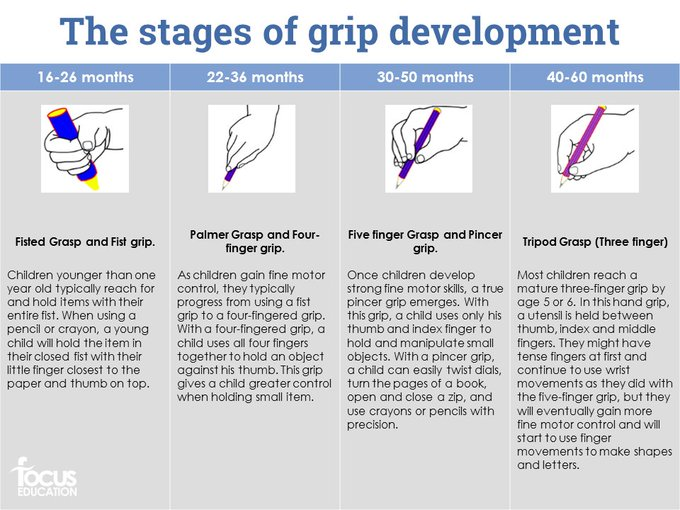 The stages of grip development
16-26 months
22-36 months
30-50 months
40-60 months
Fisted Grasp and Fist grip.
Palmer Grasp and Four-
finger grip.
Five finger Grasp and Pincer
grip.
Tripod Grasp (Three finger)
Children younger than one
year old typically reach for
and hold items with their
entire fist. When using a
pencil or crayon, a young
child will hold the item in
their closed fist with their
little finger closest to the
paper and thumb on top.
As children gain fine motor
control, they typically
progress from using a fist
grip to a four-fingered grip.
With a four-fingered grip, a
child uses all four fingers
together to hold an object
against his thumb. This grip
gives a child greater control
when holding small item.
Once children develop
strong fine motor skills, a true
pincer grip emerges. With
this grip, a child uses only his
thumb and index finger to
hold and manipulate small
objects. With a pincer grip,
a child can easily twist dials,
turn the pages of a book,
open and close a zip, and
use crayons or pencils with
precision.
Most children reach a
mature three-finger grip by
age 5 or 6. In this hand grip,
a utensil is held between
thumb, index and middle
fingers. They might have
tense fingers at first and
continue to use wrist
movements as they did with
the five-finger grip, but they
will eventually gain more
fine motor control and will
start to use finger
movements to make shapes
and letters.
focus
EDUCATION